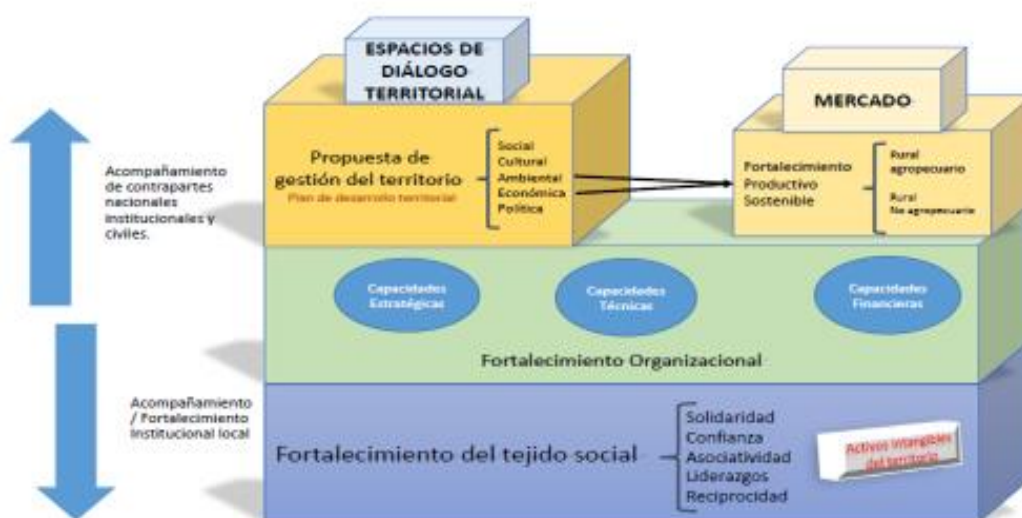 ESPACIOS DE
DIÁLOGO
TERRITORIAL
MERCADO
Acompañamiento
de contrapartes
nacionales
institucionales y
civiles.
Propuesta de
gestión del territorio
Plan de desarrollo territorial
Social
Cultural
Ambiental
Económica
Política
Fortalecimiento
Productivo
Sostenible
Rural
agropecuario
Rural
No agropecuario
Capacidades
Estratégicas
Capacidades
Técnicas
Capacidades
Financieras
Fortalecimiento Organizacional
Acompañamiento
/ Fortalecimiento
Institucional local
Fortalecimiento del tejido social
Solidaridad
Confianza
Asociatividad
Liderazgos
Reciprocidad
Activos intangibles
del territorio